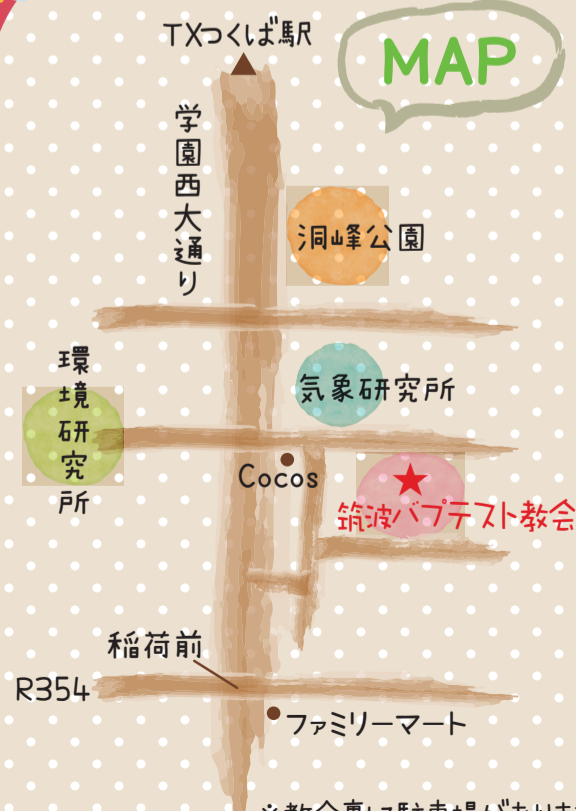 TXつくば駅
MAP
学園西大通り
洞峰公園
環境研究所
気象研究所
Cocos
筑波バプテスト教会
稲荷前
R354
ファミリーマート